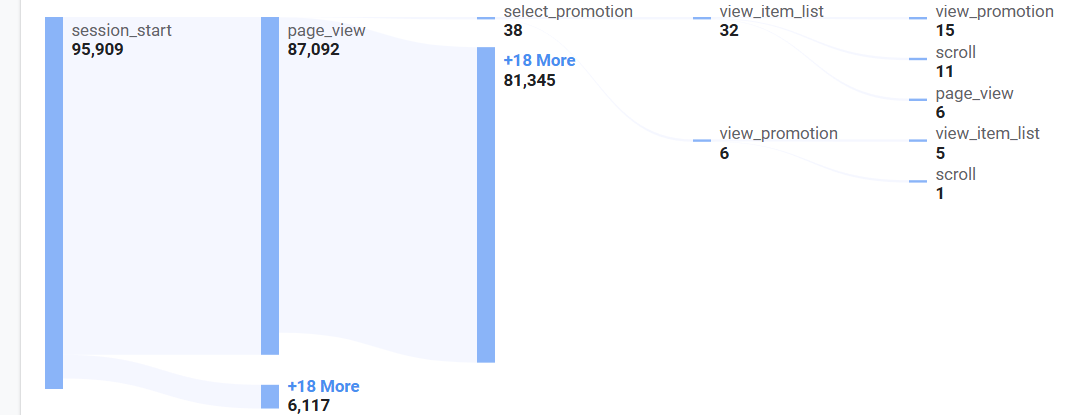 session_start
95,909
page_view
87,092
+18 More
6,117
select_promotion
38
+18 More
81,345
view_item_list
32
view_promotion
6
view_promotion
15
scroll
11
page_view
6
view_item_list
5
scroll
1